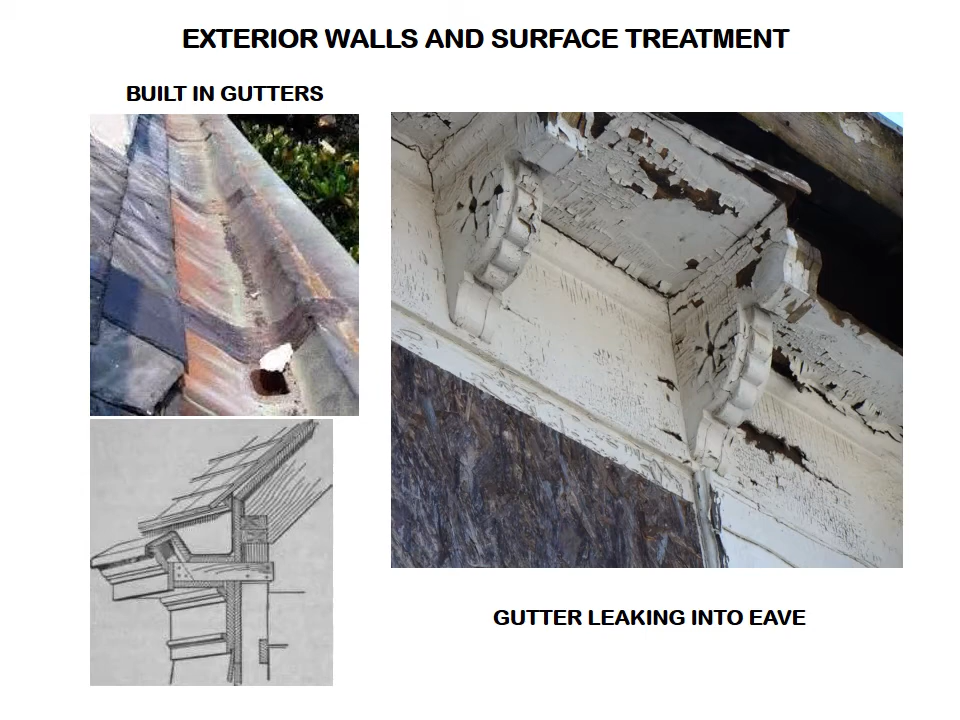 EXTERIOR WALLS AND SURFACE TREATMENT
BUILT IN GUTTERS
GUTTER LEAKING INTO EAVE